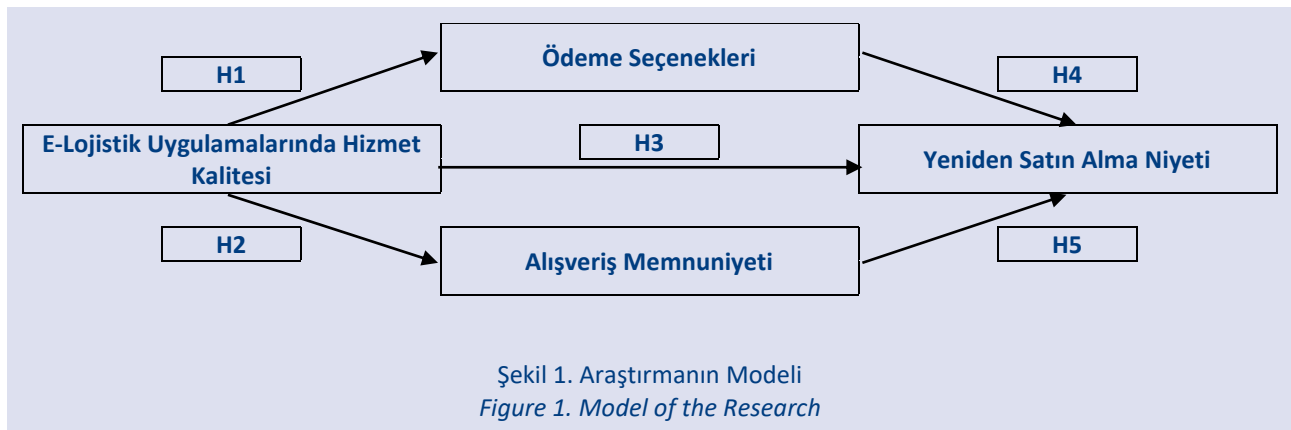 Ödeme Seçenekleri
H1
H4
E-Lojistik Uygulamalarında Hizmet
Kalitesi
H3
Yeniden Satın Alma Niyeti
H2
Alışveriş Memnuniyeti
H5
Şekil 1. Araştırmanın Modeli
Figure 1. Model of the Research